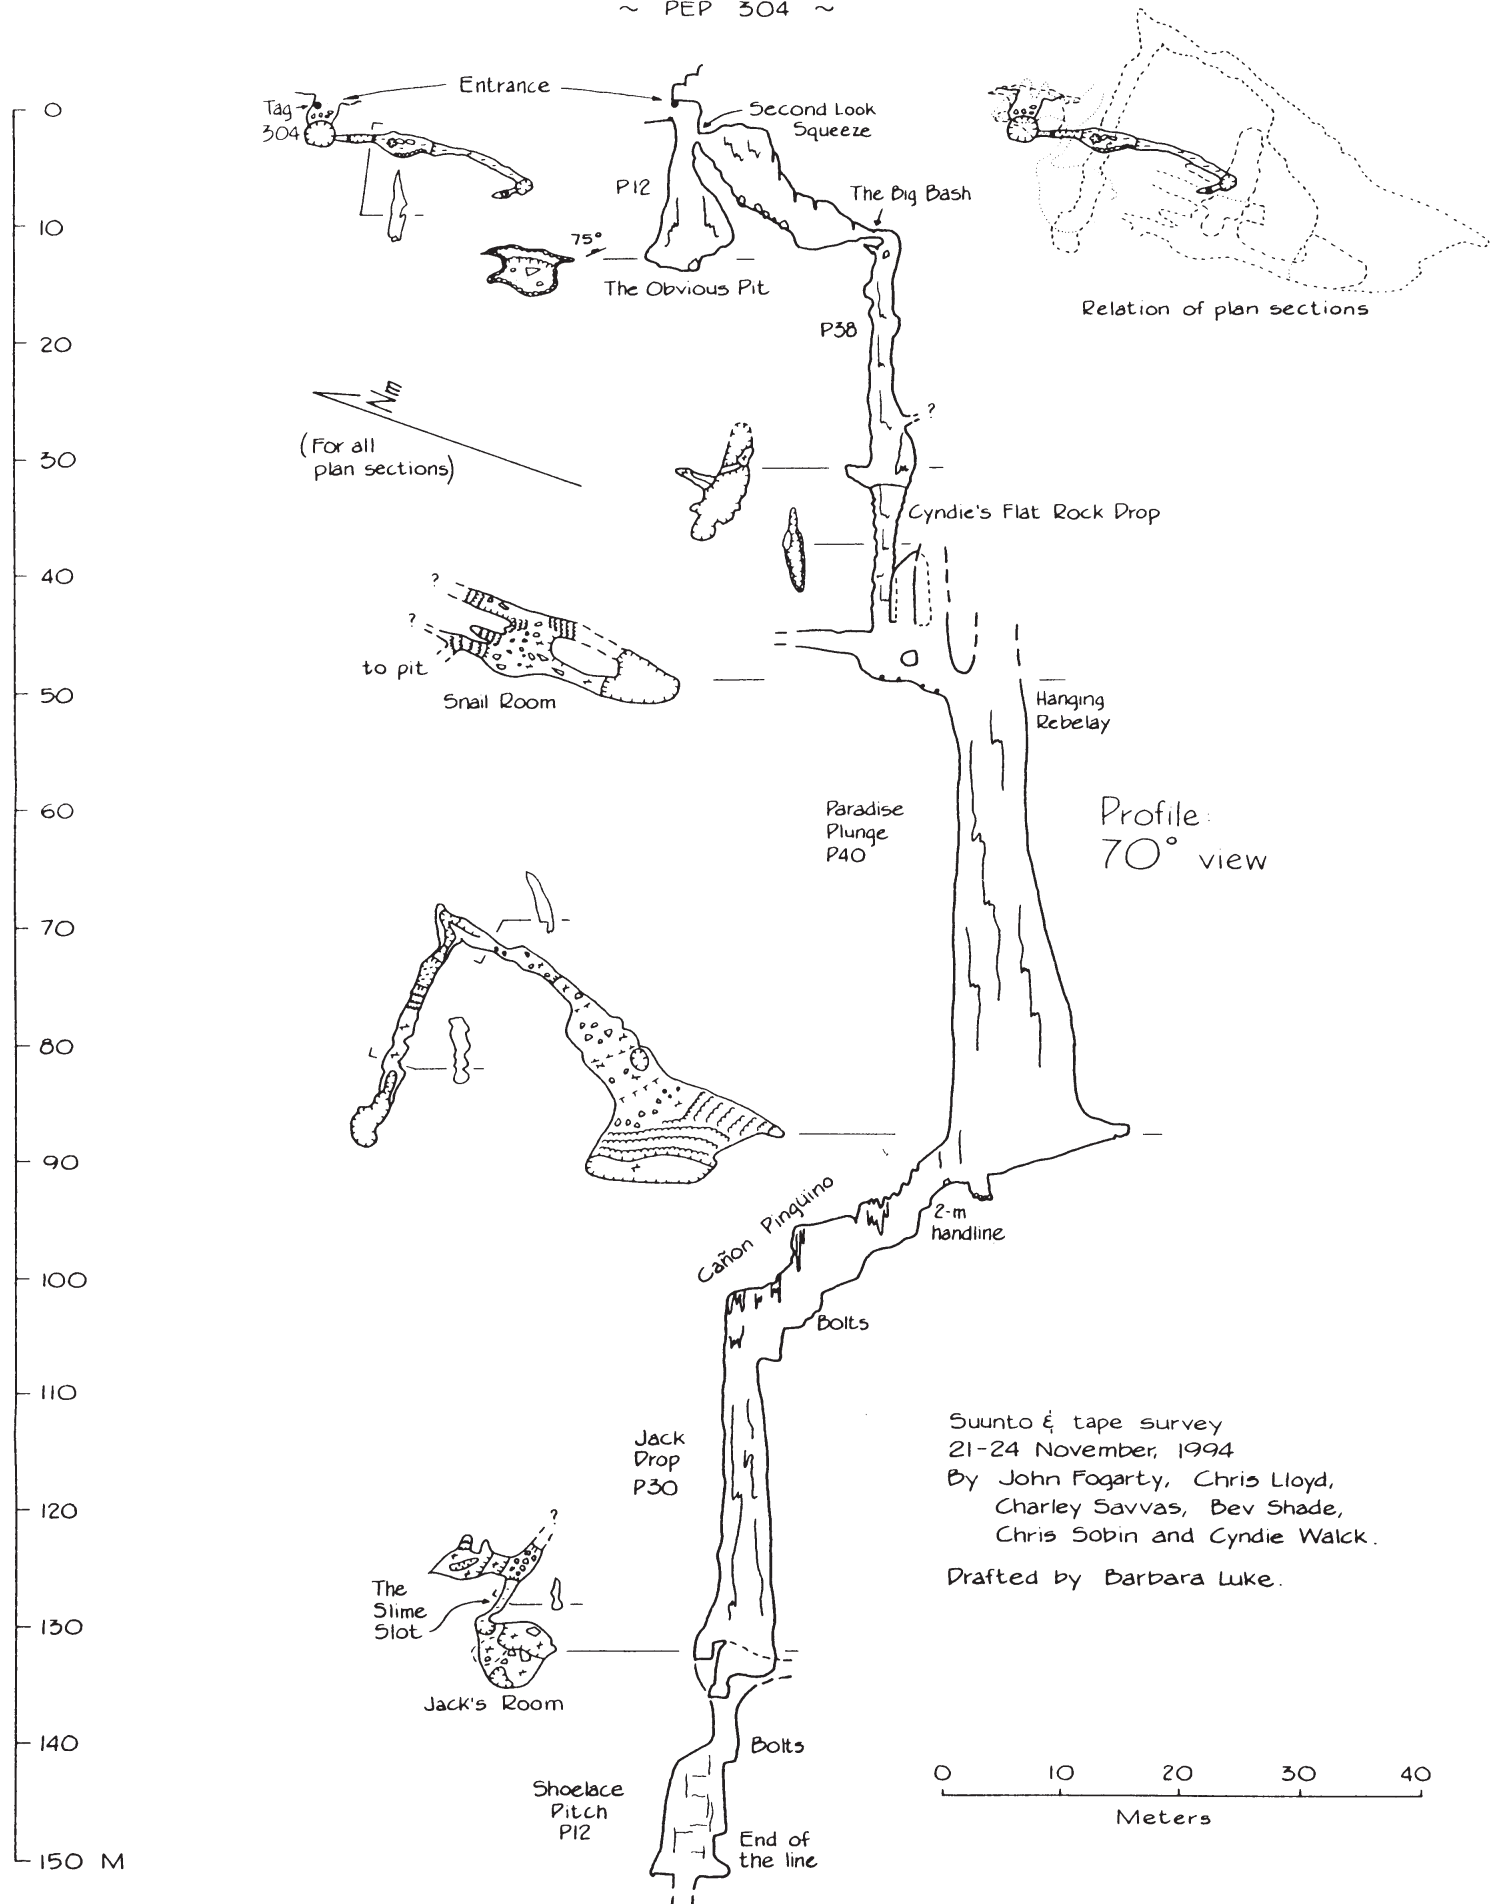 ~ PEP 304 ~
Entrance
Tag
304
Second Look
Squeeze
P12
The Big Bash
75°
The Obvious Pit
P38
Relation of plan sections
Nm
(For all
plan sections)
?
Cyndie's Flat Rock Drop
?
?
to pit
Snail Room
Hanging
Rebelay
Paradise
Plunge
P40
Profile:
70° view
Cañon Pingüino
2-m
handline
Bolts
Jack
Drop
P30
Suunto & tape survey
21-24 November, 1994
By John Fogarty, Chris Lloyd,
Charley Savvas, Bev Shade,
Chris Sobin and Cyndie Walck.
Drafted by Barbara Luke.
?
The
Slime
Slot
Jack's Room
Bolts
Shoelace
Pitch
P12
End of
the line
0
10
20
30
40
50
60
70
80
90
100
110
120
130
140
150 M
0 10 20 30 40
Meters